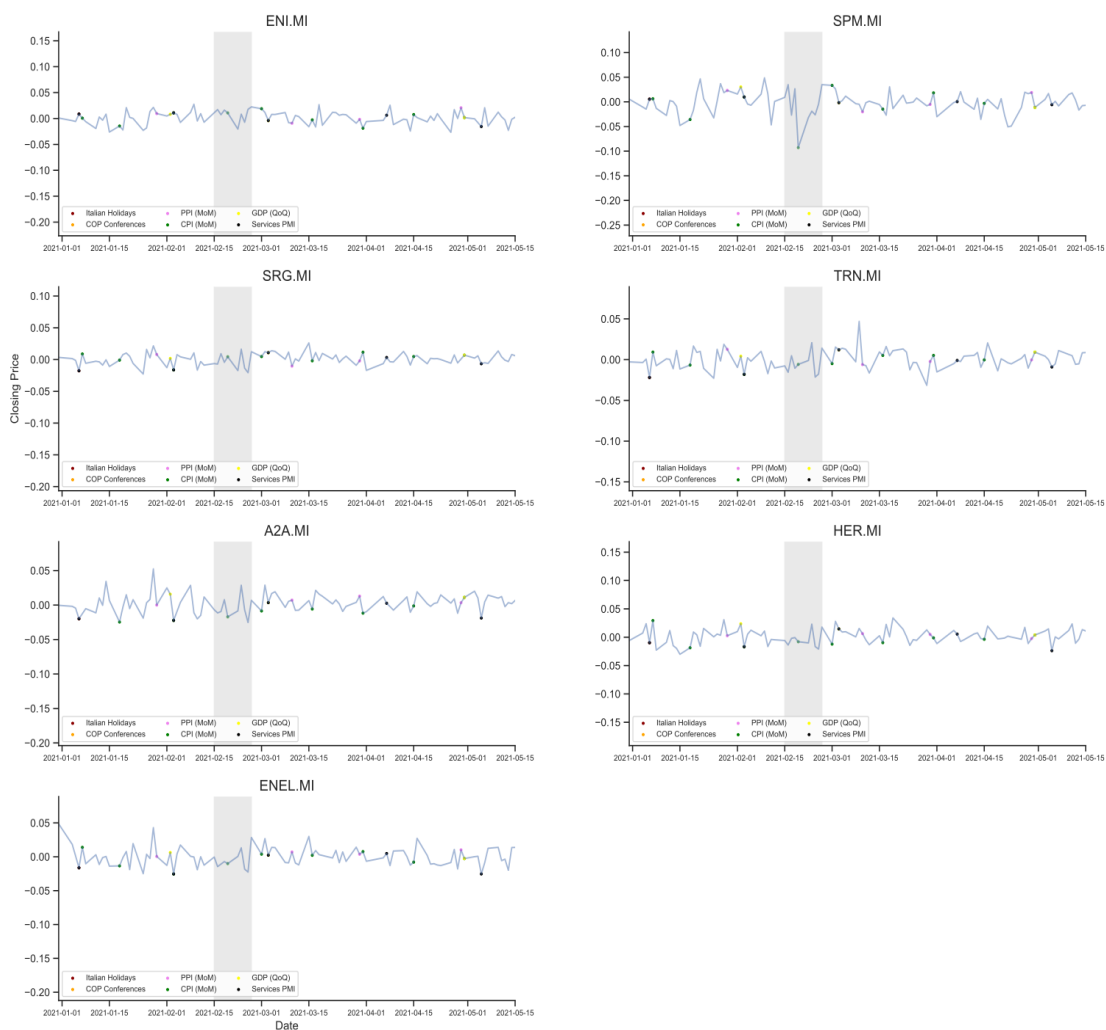 ENI.MI
0.15
0.10
0.05
0.00
−0.05
−0.10
−0.15
−0.20
Italian Holidays PPI (MoM) GDP (QoQ)
COP Conferences CPI (MoM) Services PMI
2021-01-01 2021-01-15 2021-02-01 2021-02-15 2021-03-01 2021-03-15 2021-04-01 2021-04-15 2021-05-01 2021-05-15
SPM.MI
0.10
0.05
0.00
−0.05
−0.10
−0.15
−0.20
−0.25
Italian Holidays PPI (MoM) GDP (QoQ)
COP Conferences CPI (MoM) Services PMI
2021-01-01 2021-01-15 2021-02-01 2021-02-15 2021-03-01 2021-03-15 2021-04-01 2021-04-15 2021-05-01 2021-05-15
SRG.MI
Closing Price
0.10
0.05
0.00
−0.05
−0.10
−0.15
−0.20
Italian Holidays PPI (MoM) GDP (QoQ)
COP Conferences CPI (MoM) Services PMI
2021-01-01 2021-01-15 2021-02-01 2021-02-15 2021-03-01 2021-03-15 2021-04-01 2021-04-15 2021-05-01 2021-05-15
TRN.MI
0.05
0.00
−0.05
−0.10
−0.15
Italian Holidays PPI (MoM) GDP (QoQ)
COP Conferences CPI (MoM) Services PMI
2021-01-01 2021-01-15 2021-02-01 2021-02-15 2021-03-01 2021-03-15 2021-04-01 2021-04-15 2021-05-01 2021-05-15
A2A.MI
0.05
0.00
−0.05
−0.10
−0.15
−0.20
Italian Holidays PPI (MoM) GDP (QoQ)
COP Conferences CPI (MoM) Services PMI
2021-01-01 2021-01-15 2021-02-01 2021-02-15 2021-03-01 2021-03-15 2021-04-01 2021-04-15 2021-05-01 2021-05-15
HER.MI
0.15
0.10
0.05
0.00
−0.05
−0.10
−0.15
Italian Holidays PPI (MoM) GDP (QoQ)
COP Conferences CPI (MoM) Services PMI
2021-01-01 2021-01-15 2021-02-01 2021-02-15 2021-03-01 2021-03-15 2021-04-01 2021-04-15 2021-05-01 2021-05-15
ENEL.MI
0.05
0.00
−0.05
−0.10
−0.15
−0.20
Italian Holidays PPI (MoM) GDP (QoQ)
COP Conferences CPI (MoM) Services PMI
2021-01-01 2021-01-15 2021-02-01 2021-02-15 2021-03-01 2021-03-15 2021-04-01 2021-04-15 2021-05-01 2021-05-15
Date